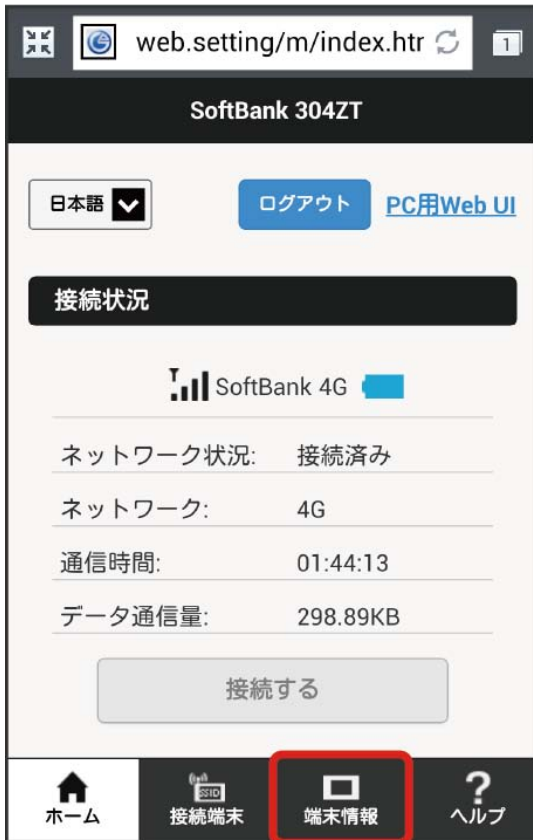 web.setting/m/index.htr
1
SoftBank 304ZT
日本語 ログアウト PC用Web UI
接続状況
SoftBank 4G
ネットワーク状況: 接続済み
ネットワーク: 4G
通信時間: 01:44:13
データ通信量: 298.89KB
接続する
SSID
ホーム 接続端末 端末情報 ヘルプ